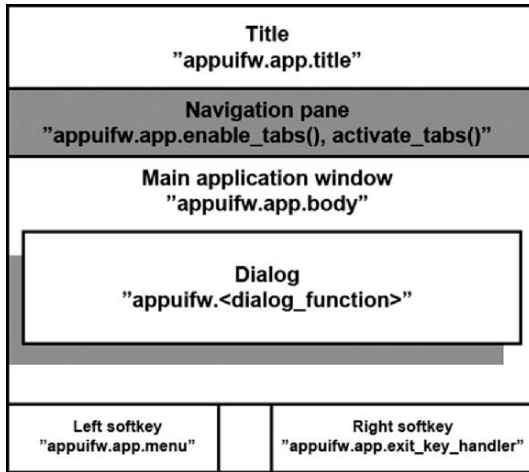 Title
”appuifw.app.title”
Navigation pane
”appuifw.app.enable_tabs(), activate_tabs()”
Main application window
”appuifw.app.body”
Dialog
”appuifw.<dialog_function>”
Left softkey
”appuifw.app.menu”
Right softkey
”appuifw.app.exit_key_handler”